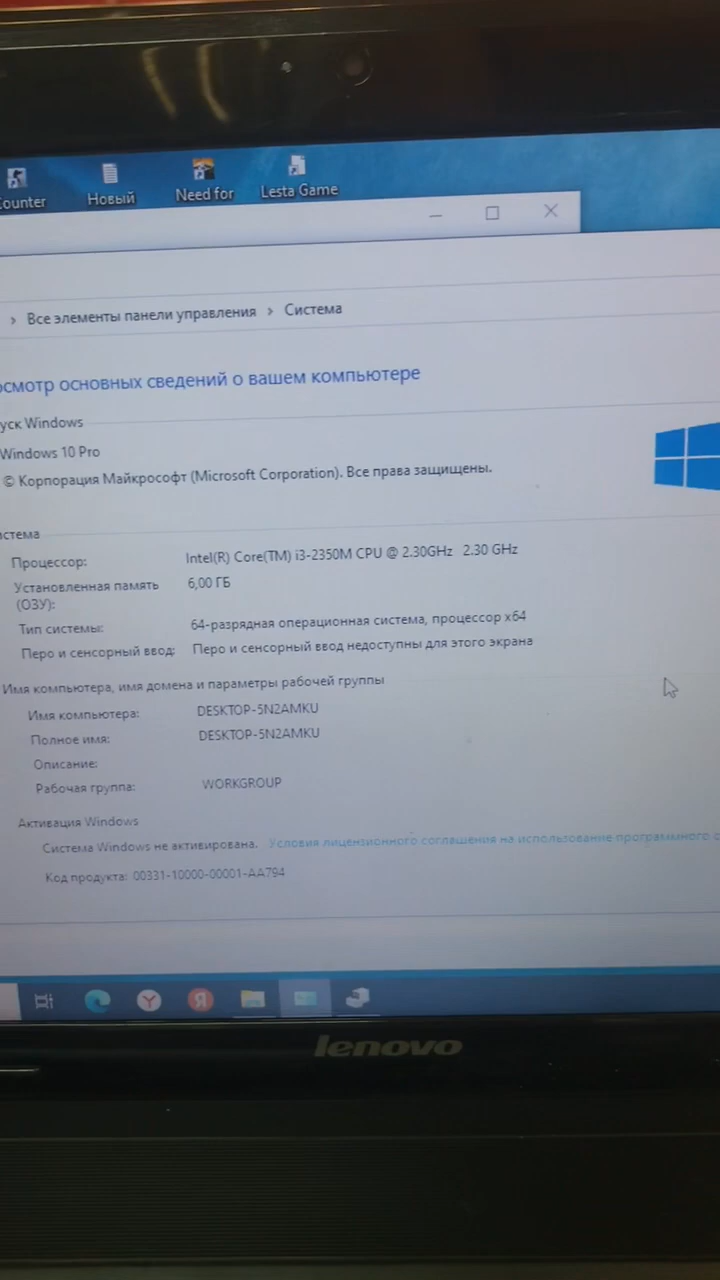 Counter
Новый
Need for
Lesta Game
› Все элементы панели управления › Система
осмотр основных сведений о вашем компьютере
уск Windows
Windows 10 Pro
© Корпорация Майкрософт (Microsoft Corporation). Все права защищены.
истема
Процессор: Intel(R) Core(TM) i3-2350M CPU @ 2.30GHz 2.30 GHz
Установленная память 6,00 ГБ
(ОЗУ):
Тип системы: 64-разрядная операционная система, процессор x64
Перо и сенсорный ввод: Перо и сенсорный ввод недоступны для этого экрана
Имя компьютера, имя домена и параметры рабочей группы
Имя компьютера: DESKTOP-5N2AMKU
Полное имя: DESKTOP-5N2AMKU
Описание:
Рабочая группа: WORKGROUP
Активация Windows
Система Windows не активирована. Условия лицензионного соглашения на использование программного о
Код продукта: 00331-10000-00001-AA794
Я
lenovo